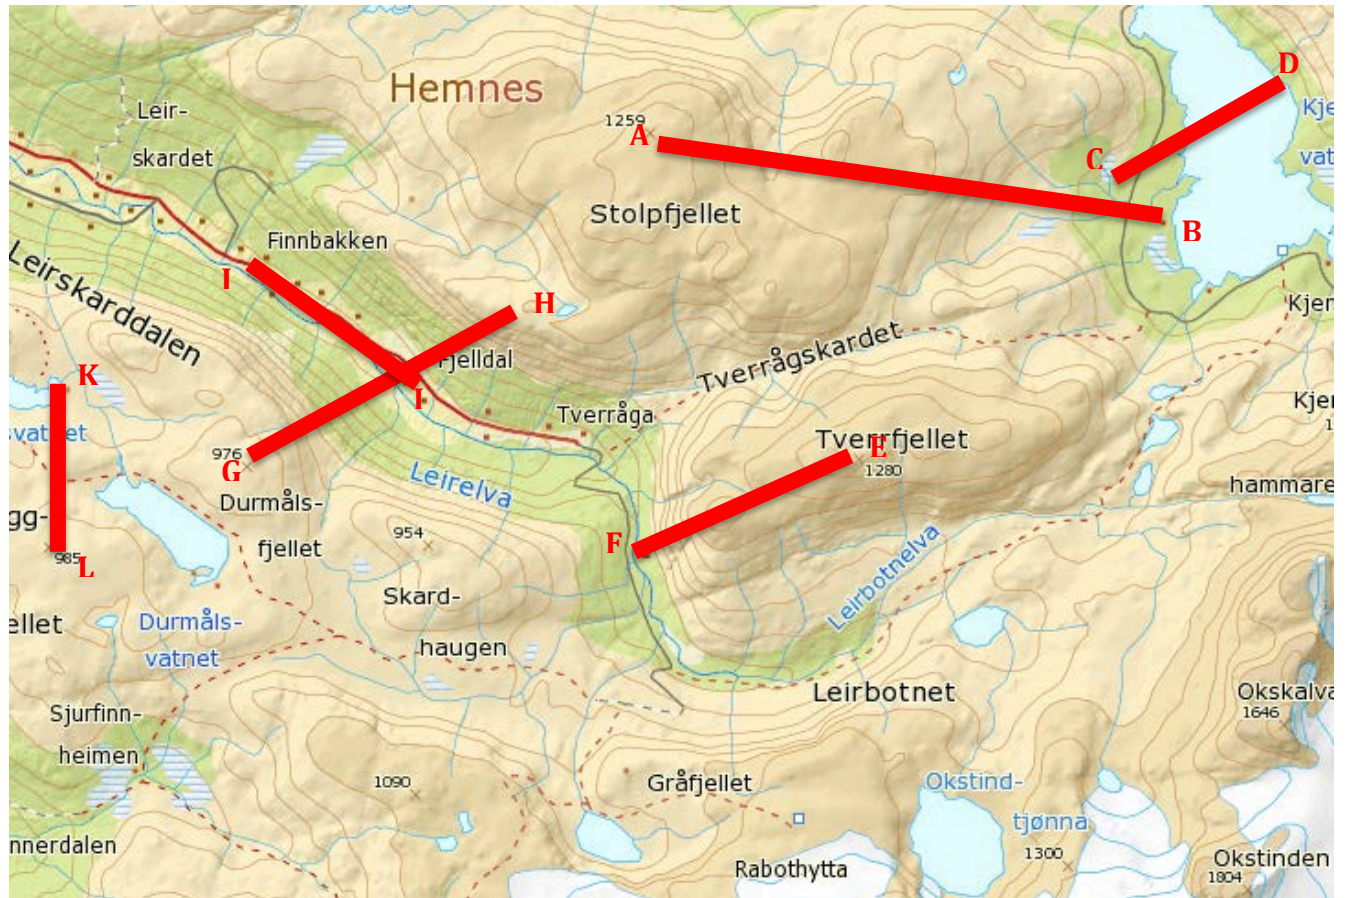 D
Hemnes
Kje
Leir-
1259
A
skardet
vat
C
Stolpfjellet
B
Finnbakken
I
Leirskarddalen
H
Kjer
Tverrågskardet
Fjelldal
K
I
Kjer
Tverråga
svatnet
Tverrfjellet
E
976
G
1280
Leirelva
hammare
Durmåls-
gg-
fjellet
954
F
985
L
Leirbotnelva
Skard-
ellet
Durmåls-
haugen
vatnet
Leirbotnet
Okskalva
1646
Sjurfinn-
heimen
1090
Gråfjellet
Okstind-
tjønna
nnerdalen
1300
Okstinden
Rabothytta
1804